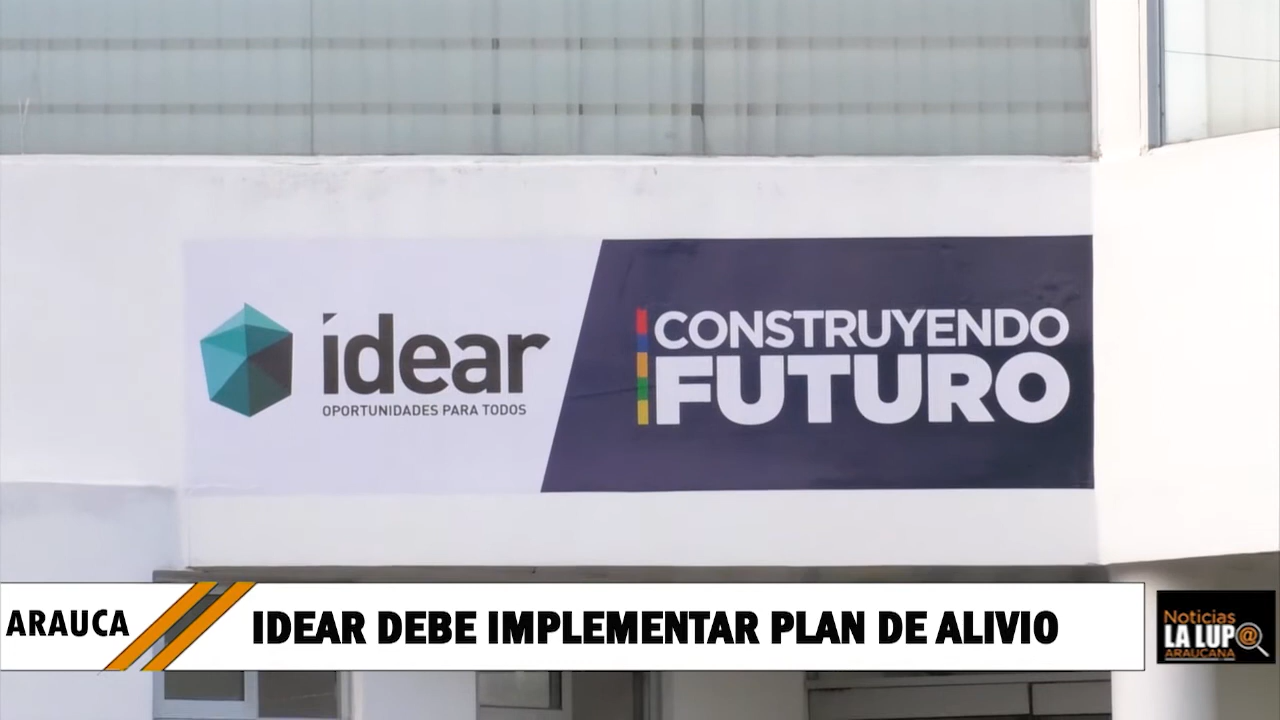 idear
OPORTUNIDADES PARA TODOS
CONSTRUYENDO
FUTURO
ARAUCA
IDEAR DEBE IMPLEMENTAR PLAN DE ALIVIO
Noticias
LA LUP@
ARAUCANA